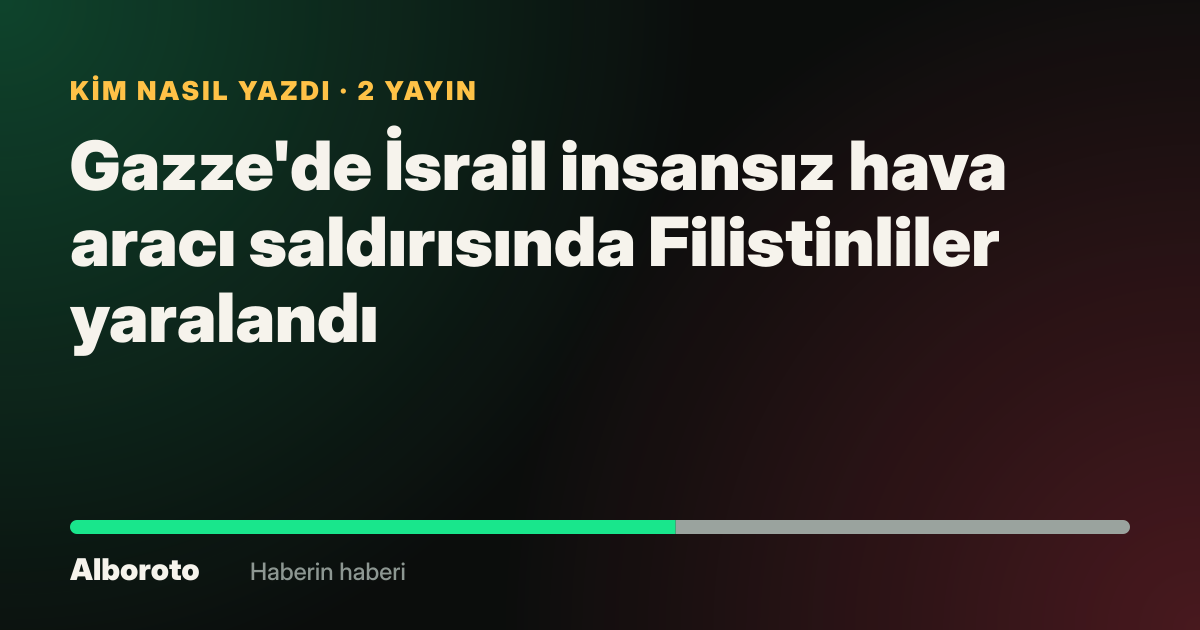 KİM NASIL YAZDI · 2 YAYIN
Gazze'de İsrail insansız hava
aracı saldırısında Filistinliler
yaralandı
Alboroto
Haberin haberi